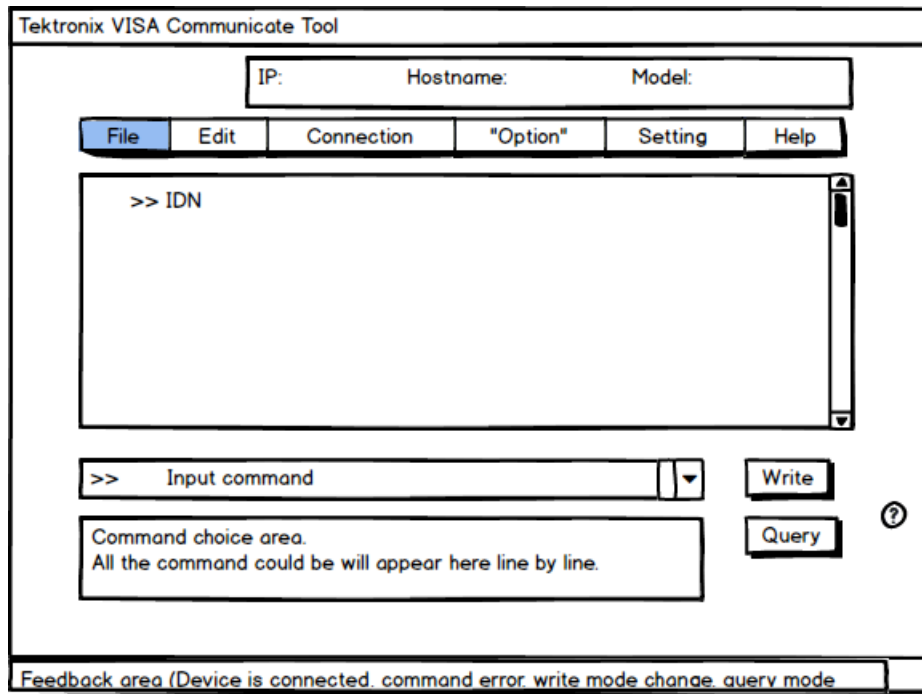 Tektronix VISA Communicate Tool
IP: Hostname: Model:
File Edit Connection "Option" Setting Help
>> IDN
>> Input command
Write
Command choice area.
All the command could be will appear here line by line.
Query
?
Feedback area (Device is connected, command error, write mode change, query mode